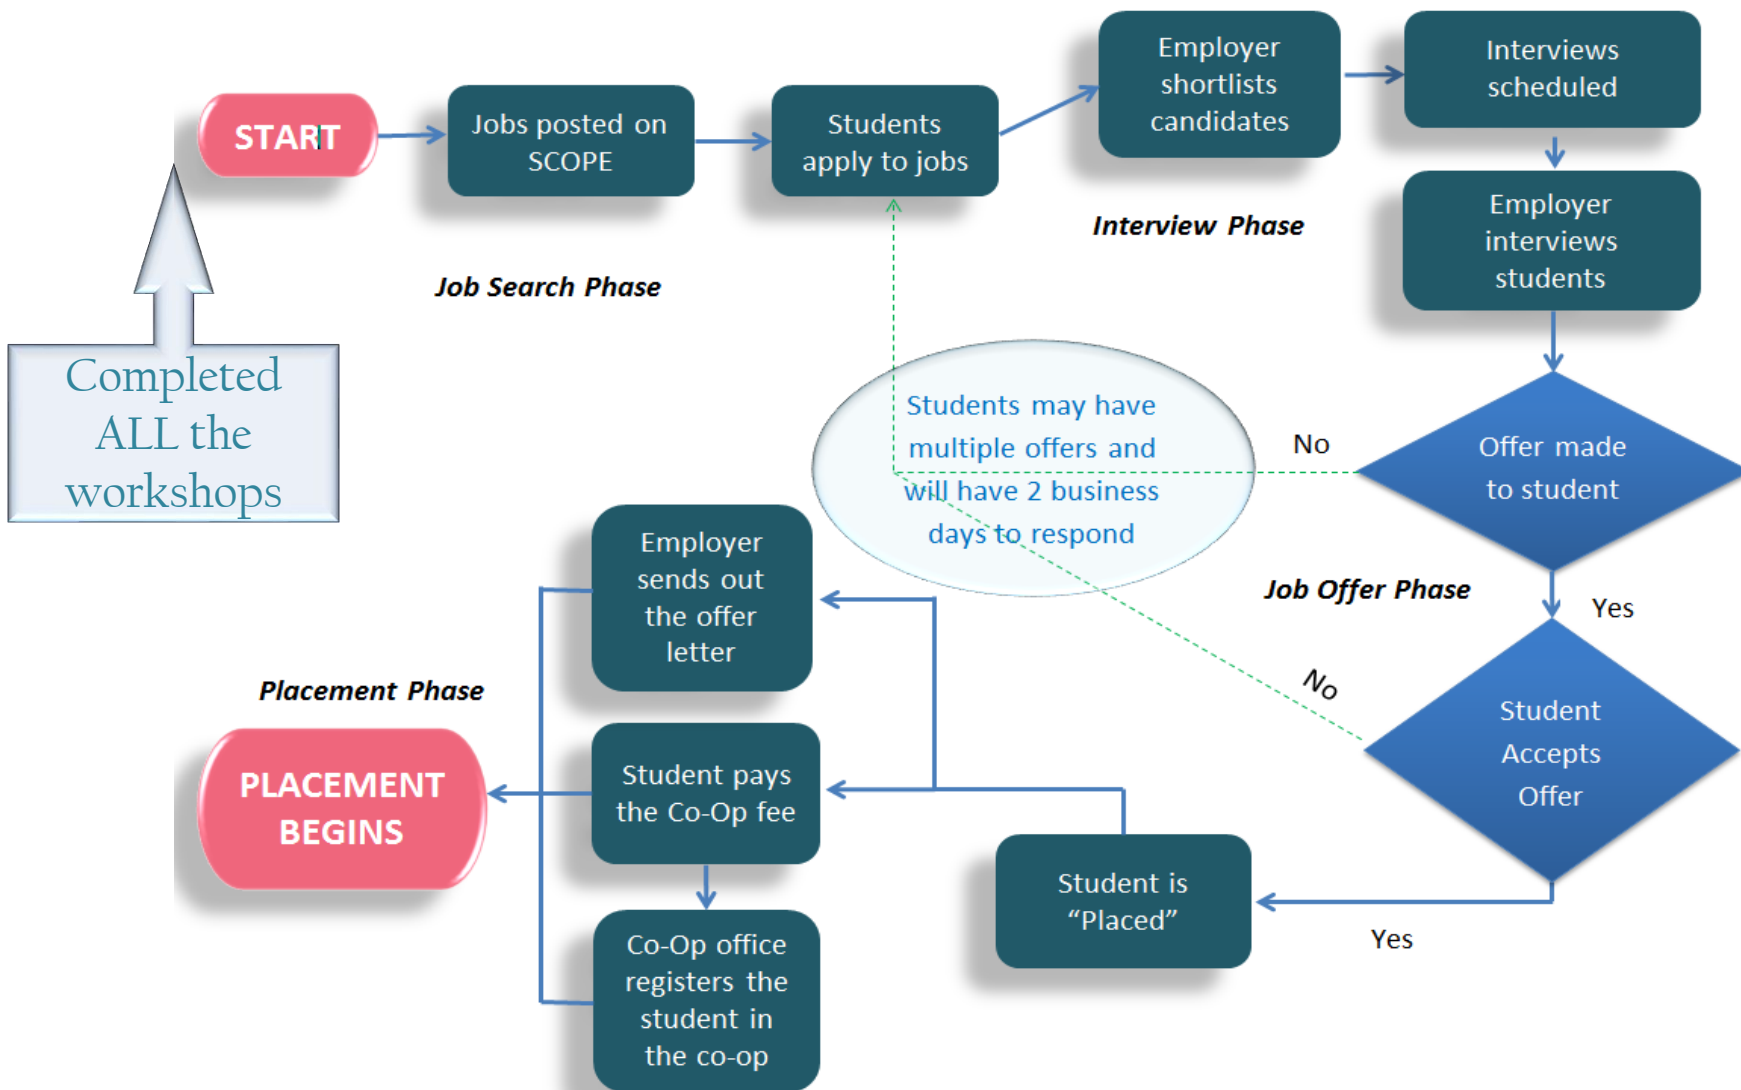 START
Jobs posted on
SCOPE
Students
apply to jobs
Employer
shortlists
candidates
Interviews
scheduled
Employer
interviews
students
Interview Phase
Job Search Phase
Completed
ALL the
workshops
Students may have
multiple offers and
will have 2 business
days to respond
No
Offer made
to student
Job Offer Phase
Yes
No
Student
Accepts
Offer
Yes
Student is
“Placed”
Employer
sends out
the offer
letter
Student pays
the Co-Op fee
Co-Op office
registers the
student in
the co-op
Placement Phase
PLACEMENT
BEGINS